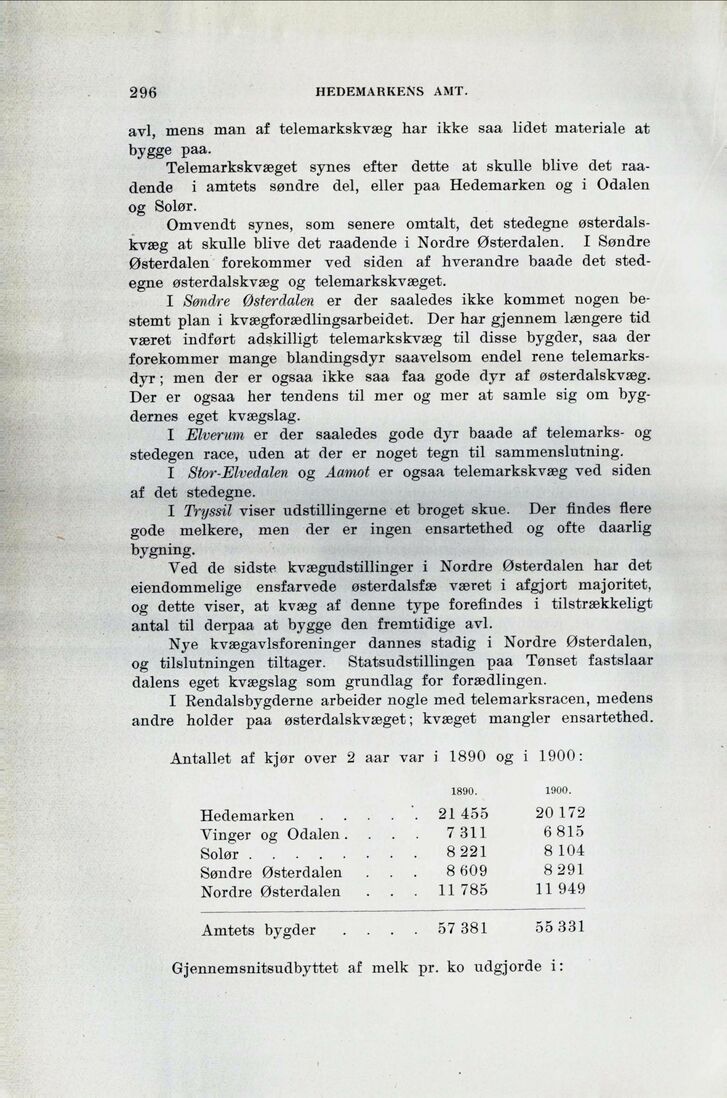 296 HEDEMARKENS AMT.
avl, mens man af telemarkskvæg har ikke saa lidet materiale at
bygge paa.
Telemarkskvæget synes efter dette at skulle blive det raa-
dende i amtets søndre del, eller paa Hedemarken og i Odalen
og Solør.
Omvendt synes, som senere omtalt, det stedegne østerdals-
kvæg at skulle blive det raadende i Nordre Østerdalen. I Søndre
Østerdalen forekommer ved siden af hverandre baade det sted-
egne østerdalskvæg og telemarkskvæget.
I Søndre Østerdalen er der saaledes ikke kommet nogen be-
stemt plan i kvægforædlingsarbeidet. Der har gjennem længere tid
været indført adskilligt telemarkskvæg til disse bygder, saa der
forekommer mange blandingsdyr saavelsom endel rene telemarks-
dyr; men der er ogsaa ikke saa faa gode dyr af østerdalskvæg.
Der er ogsaa her tendens til mer og mer at samle sig om byg-
dernes eget kvægslag.
I Elverum er der saaledes gode dyr baade af telemarks- og
stedegen race, uden at der er noget tegn til sammenslutning.
I Stor-Elvedalen og Aamot er ogsaa telemarkskvæg ved siden
af det stedegne.
I Tryssil viser udstillingerne et broget skue. Der findes flere
gode melkere, men der er ingen ensartethed og ofte daarlig
bygning.
Ved de sidste kvægudstillinger i Nordre Østerdalen har det
eiendommelige ensfarvede østerdalsfæ været i afgjort majoritet,
og dette viser, at kvæg af denne type forefindes i tilstrækkeligt
antal til derpaa at bygge den fremtidige avl.
Nye kvægavlsforeninger dannes stadig i Nordre Østerdalen,
og tilslutningen tiltager. Statsudstillingen paa Tønset fastslaar
dalens eget kvægslag som grundlag for forædlingen.
I Rendalsbygderne arbeider nogle med telemarksracen, medens
andre holder paa østerdalskvæget; kvæget mangler ensartethed.
Antallet af kjør over 2 aar var i 1890 og i 1900:
1890. 1900.
Hedemarken . . . . . 21 455 20 172
Vinger og Odalen . . . . 7 311 6 815
Solør . . . . . . . . 8 221 8 104
Søndre Østerdalen . . . 8 609 8 291
Nordre Østerdalen . . . 11 785 11 949
Amtets bygder . . . . 57 381 55 331
Gjennemsnitsudbyttet af melk pr. ko udgjorde i: